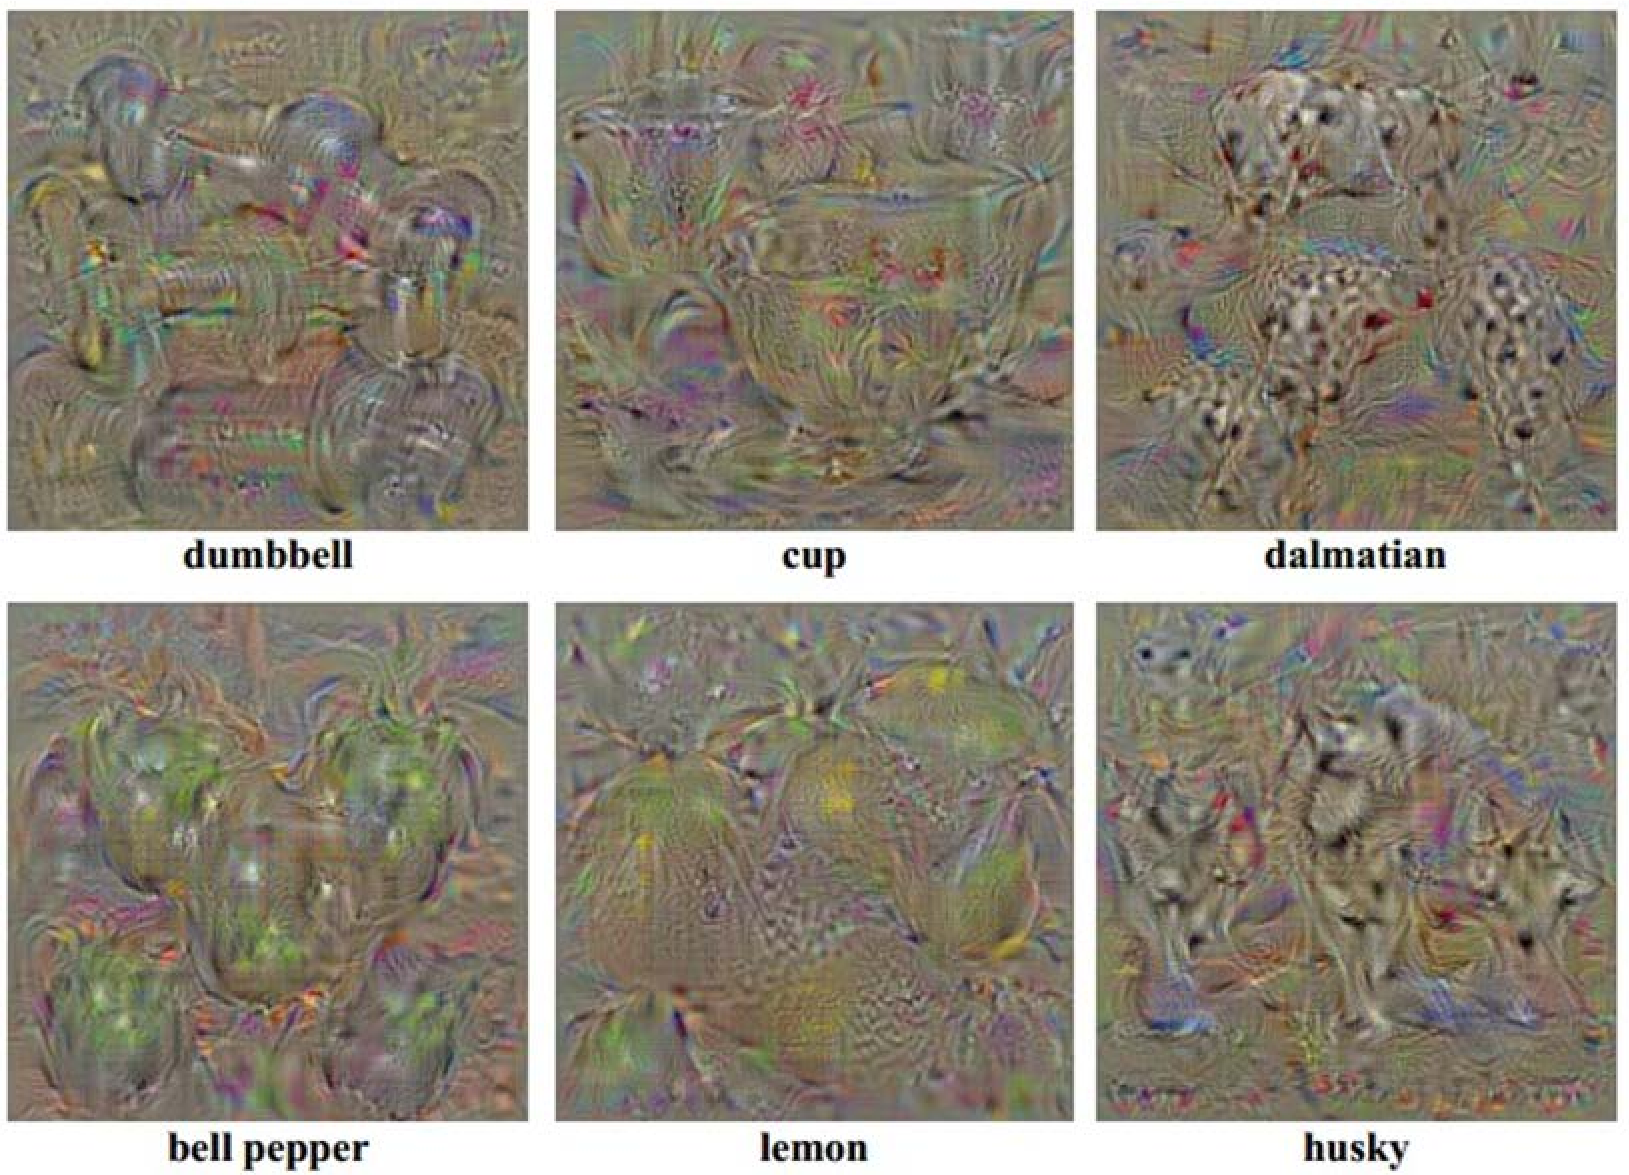 dumbbell
cup
dalmatian
bell pepper
lemon
husky